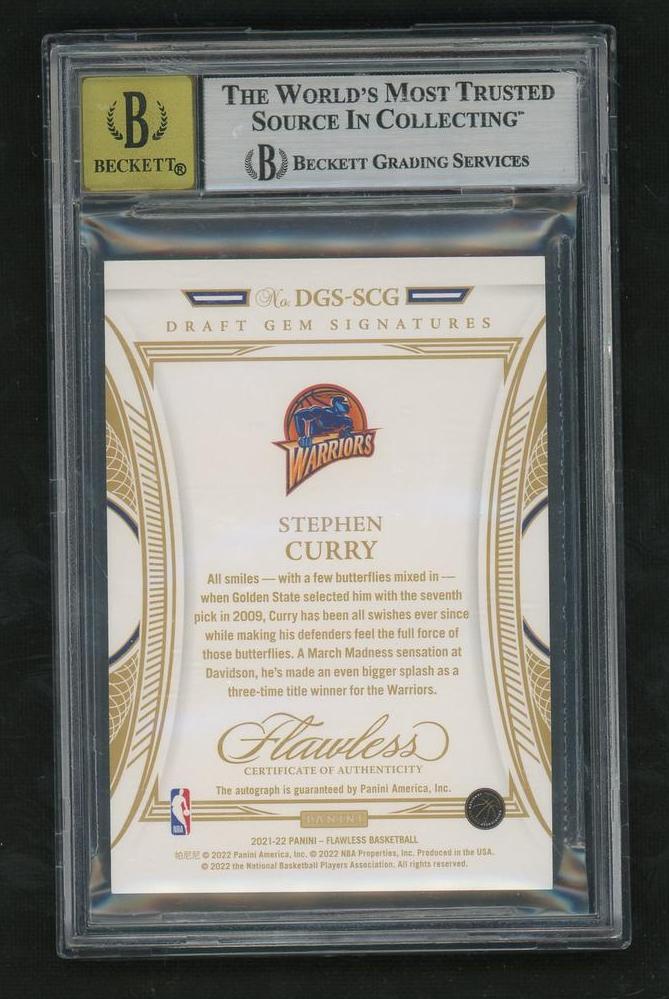 B
BECKETT®
THE WORLD'S MOST TRUSTED
SOURCE IN COLLECTING™
B BECKETT GRADING SERVICES
No. DGS-SCG
DRAFT GEM SIGNATURES
WARRIORS
STEPHEN
CURRY
All smiles — with a few butterflies mixed in —
when Golden State selected him with the seventh
pick in 2009, Curry has been all swishes ever since
while making his defenders feel the full force of
those butterflies. A March Madness sensation at
Davidson, he's made an even bigger splash as a
three-time title winner for the Warriors.
Flawless
CERTIFICATE OF AUTHENTICITY
The autograph is guaranteed by Panini America, Inc.
NBA
PANINI
2021-22 PANINI – FLAWLESS BASKETBALL
帕尼尼 © 2022 Panini America, Inc. © 2022 NBA Properties, Inc. Produced in the USA.
© 2022 the National Basketball Players Association. All rights reserved.